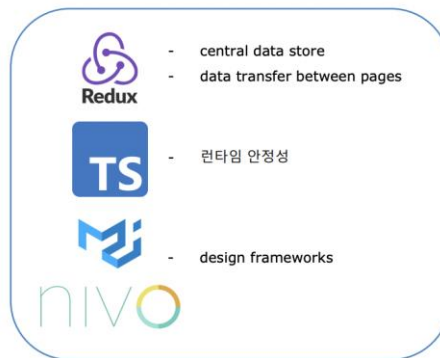 - central data store
- data transfer between pages
Redux
TS
- 런타임 안정성
- design frameworks
nivo